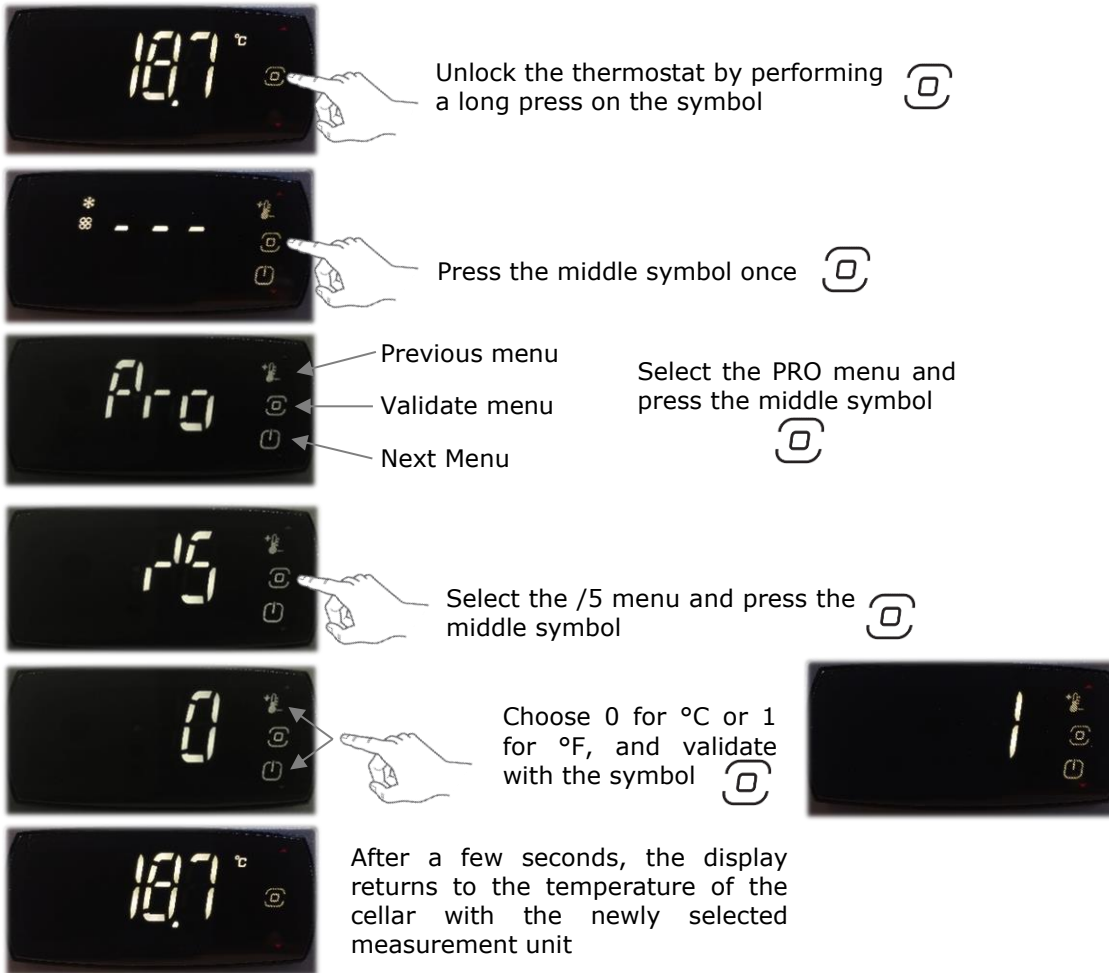 18.7 °C
Unlock the thermostat by performing
a long press on the symbol
- - -
Press the middle symbol once
Pro
Previous menu
Validate menu
Next Menu
Select the PRO menu and
press the middle symbol
/5
Select the /5 menu and press the
middle symbol
0
Choose 0 for °C or 1
for °F, and validate
with the symbol
1
18.7 °C
After a few seconds, the display
returns to the temperature of the
cellar with the newly selected
measurement unit